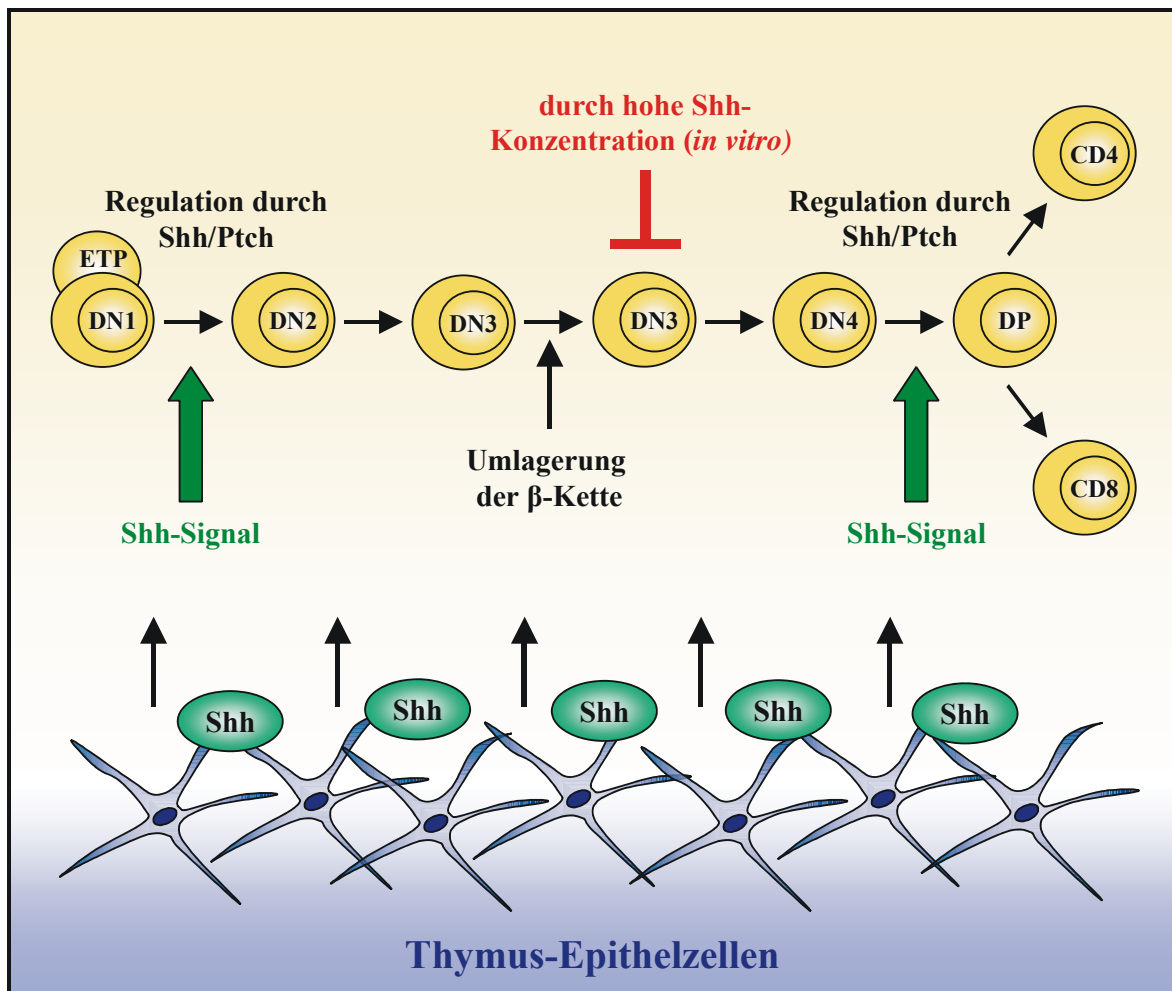 durch hohe Shh-
Konzentration (in vitro)
Regulation durch
Shh/Ptch
Regulation durch
Shh/Ptch
CD4
ETP
DN1
DN2
DN3
DN3
DN4
DP
Umlagerung
der β-Kette
CD8
Shh-Signal
Shh-Signal
Shh
Shh
Shh
Shh
Shh
Thymus-Epithelzellen